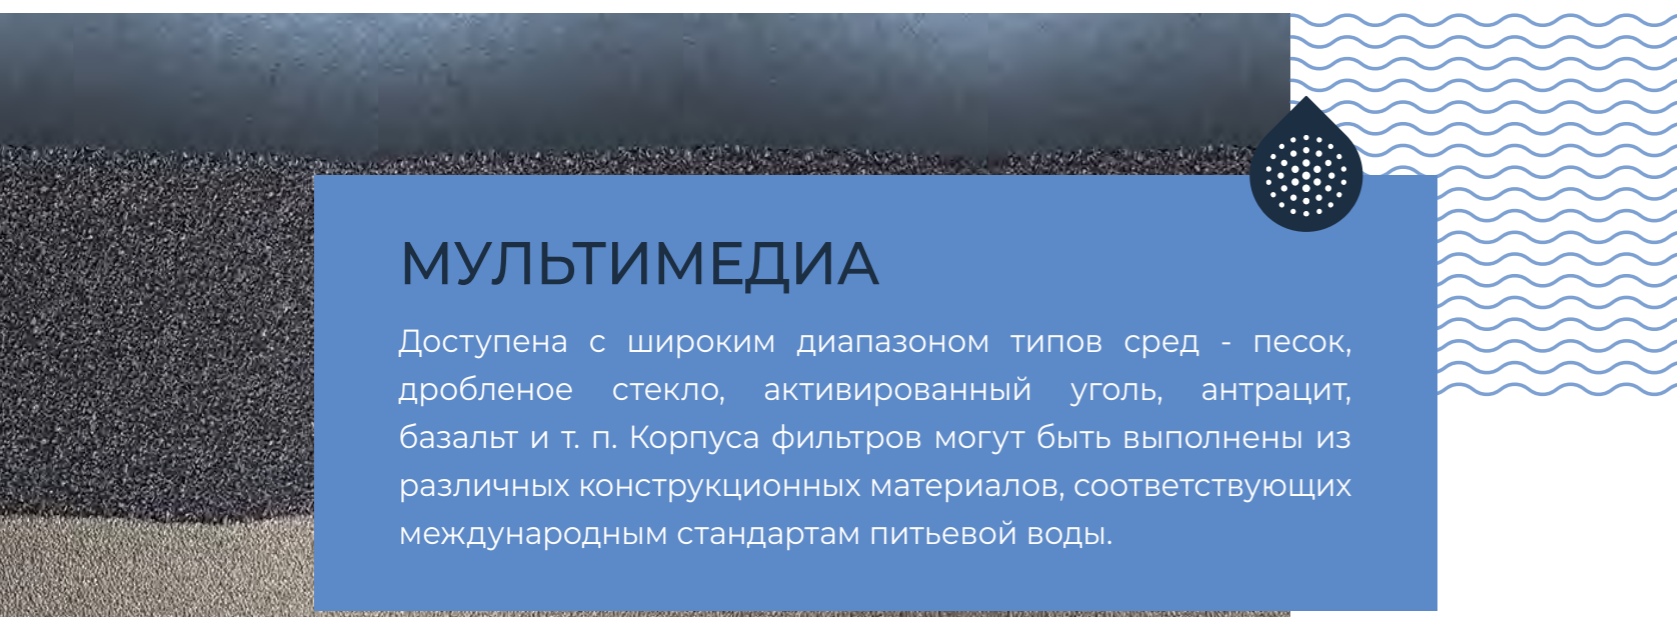 МУЛЬТИМЕДИА
Доступена с широким диапазоном типов сред - песок,
дробленое стекло, активированный уголь, антрацит,
базальт и т. п. Корпуса фильтров могут быть выполнены из
различных конструкционных материалов, соответствующих
международным стандартам питьевой воды.